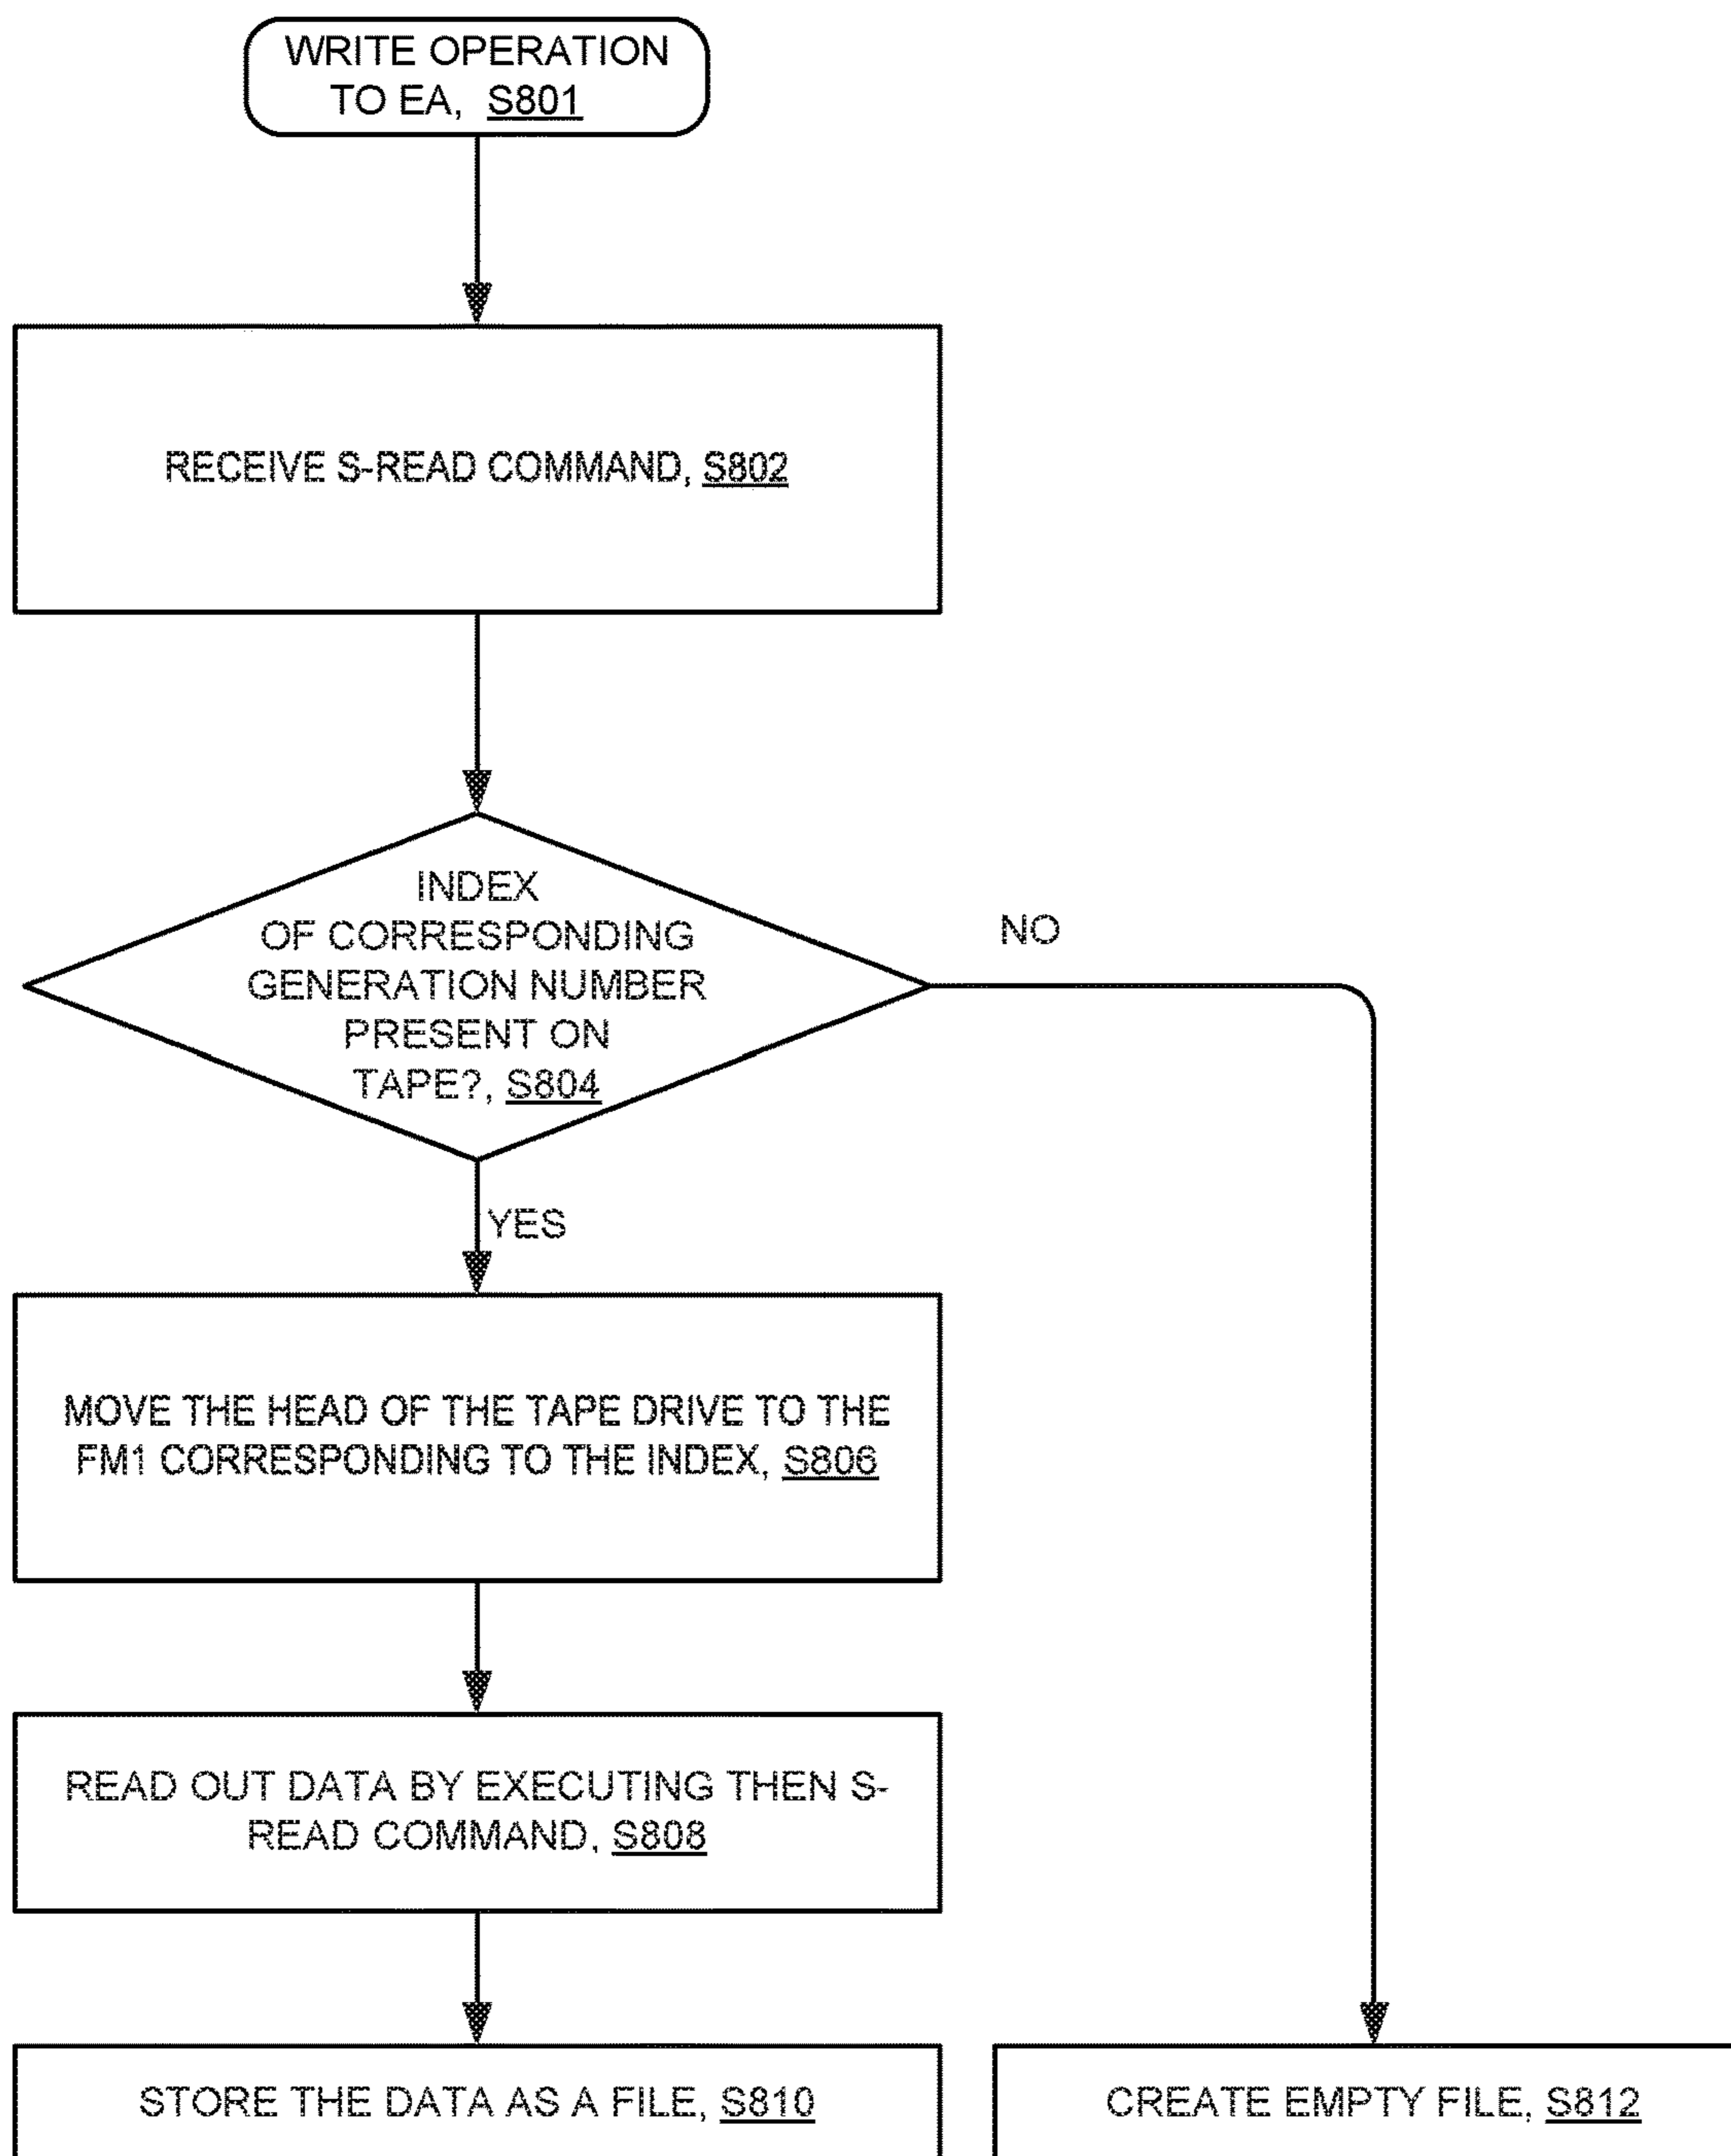 WRITE OPERATION
TO EA, S801
RECEIVE S-READ COMMAND, S802
INDEX
OF CORRESPONDING
GENERATION NUMBER
PRESENT ON
TAPE?, S804
NO
YES
MOVE THE HEAD OF THE TAPE DRIVE TO THE
FM1 CORRESPONDING TO THE INDEX, S806
READ OUT DATA BY EXECUTING THEN S-
READ COMMAND, S808
STORE THE DATA AS A FILE, S810
CREATE EMPTY FILE, S812